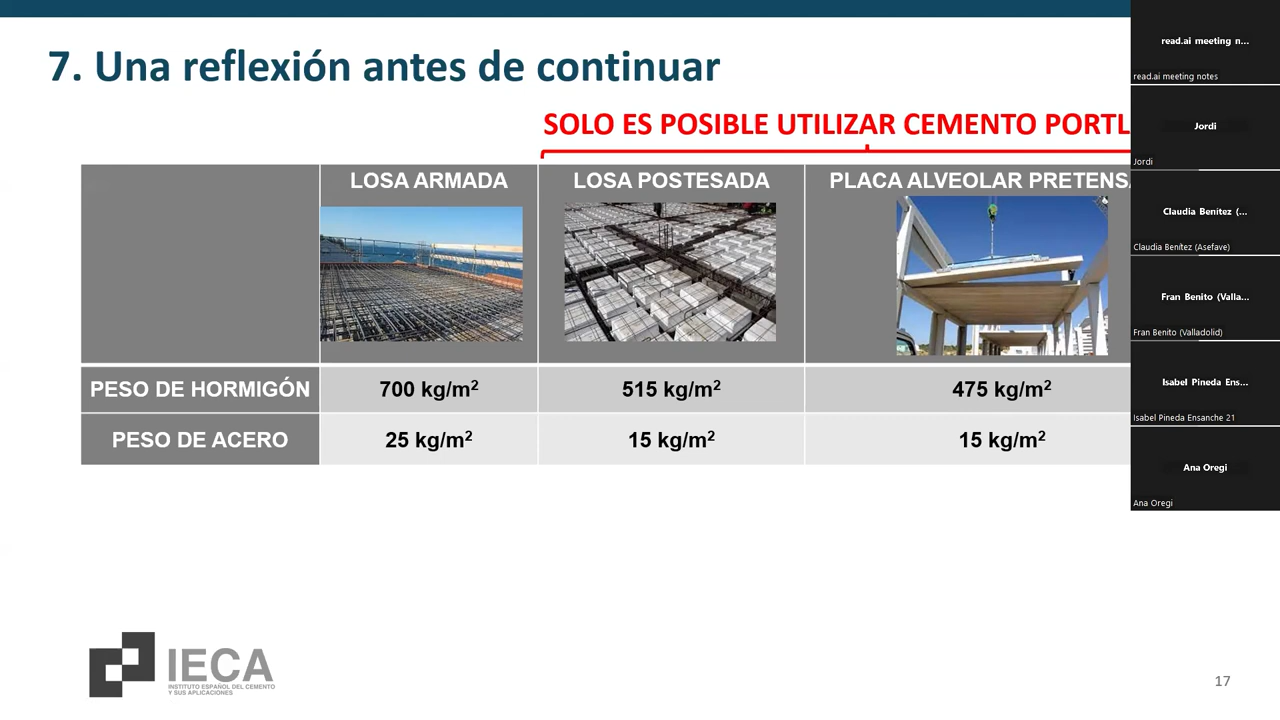 7. Una reflexión antes de continuar
SOLO ES POSIBLE UTILIZAR CEMENTO PORTL
LOSA ARMADA
LOSA POSTESADA
PLACA ALVEOLAR PRETENSA
PESO DE HORMIGÓN
700 kg/m²
515 kg/m²
475 kg/m²
PESO DE ACERO
25 kg/m²
15 kg/m²
15 kg/m²
IECA
INSTITUTO ESPAÑOL DEL CEMENTO
Y SUS APLICACIONES
17
read.ai meeting n...
read.ai meeting notes
Jordi
Jordi
Claudia Benítez (...
Claudia Benítez (Asefave)
Fran Benito (Valla...
Fran Benito (Valladolid)
Isabel Pineda Ens...
Isabel Pineda Ensanche 21
Ana Oregi
Ana Oregi